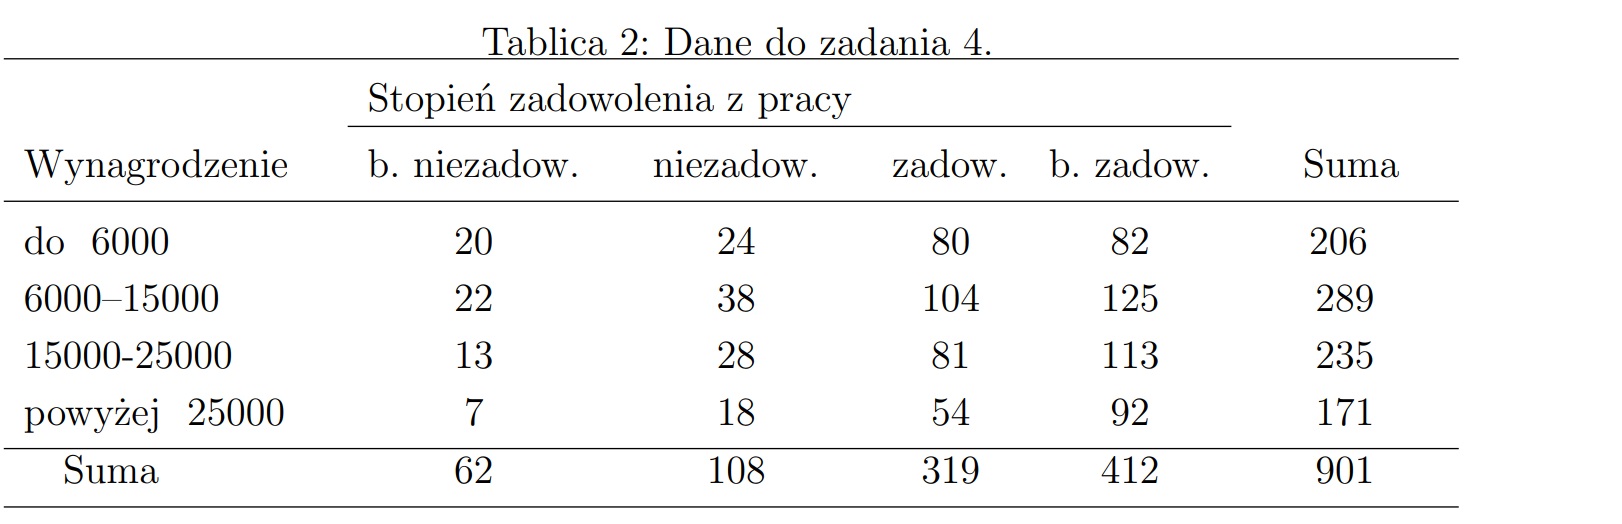 Tablica 2: Dane do zadania 4.
Stopień zadowolenia z pracy
Wynagrodzenie b. niezadow. niezadow. zadow. b. zadow. Suma
do 6000 20 24 80 82 206
6000–15000 22 38 104 125 289
15000-25000 13 28 81 113 235
powyżej 25000 7 18 54 92 171
Suma 62 108 319 412 901